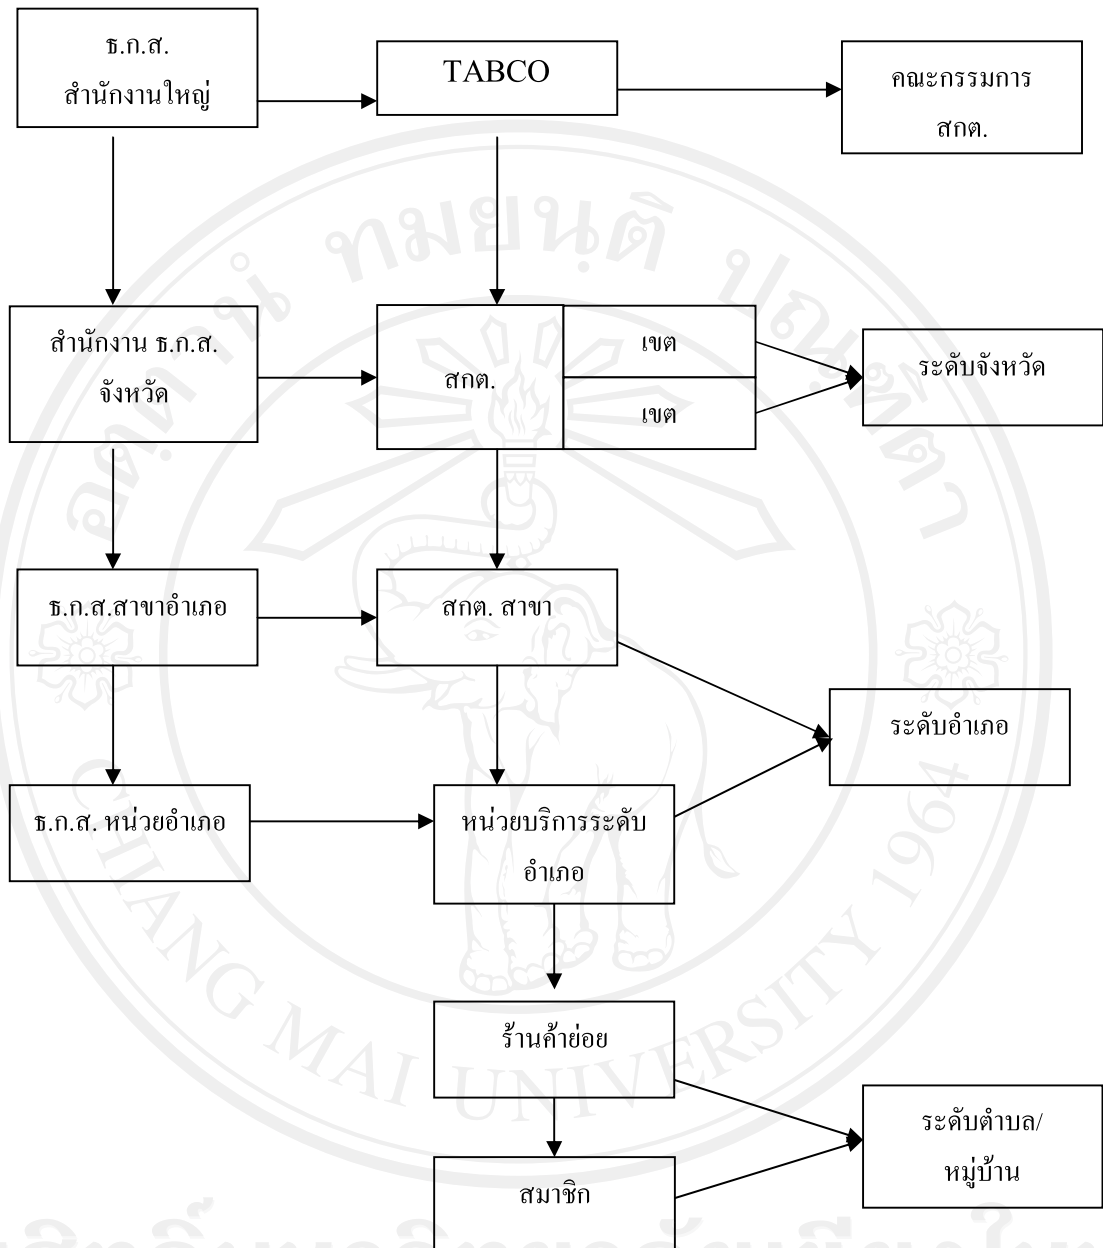 ธ.ก.ส.
สำนักงานใหญ่
TABCO
คณะกรรมการ
สกต.
สำนักงาน ธ.ก.ส.
จังหวัด
สกต.
เขต
เขต
ระดับจังหวัด
ธ.ก.ส.สาขาอำเภอ
สกต. สาขา
ระดับอำเภอ
ธ.ก.ส. หน่วยอำเภอ
หน่วยบริการระดับ
อำเภอ
ร้านค้าย่อย
ระดับตำบล/
หมู่บ้าน
สมาชิก
CHIANG MAI UNIVERSITY 1964